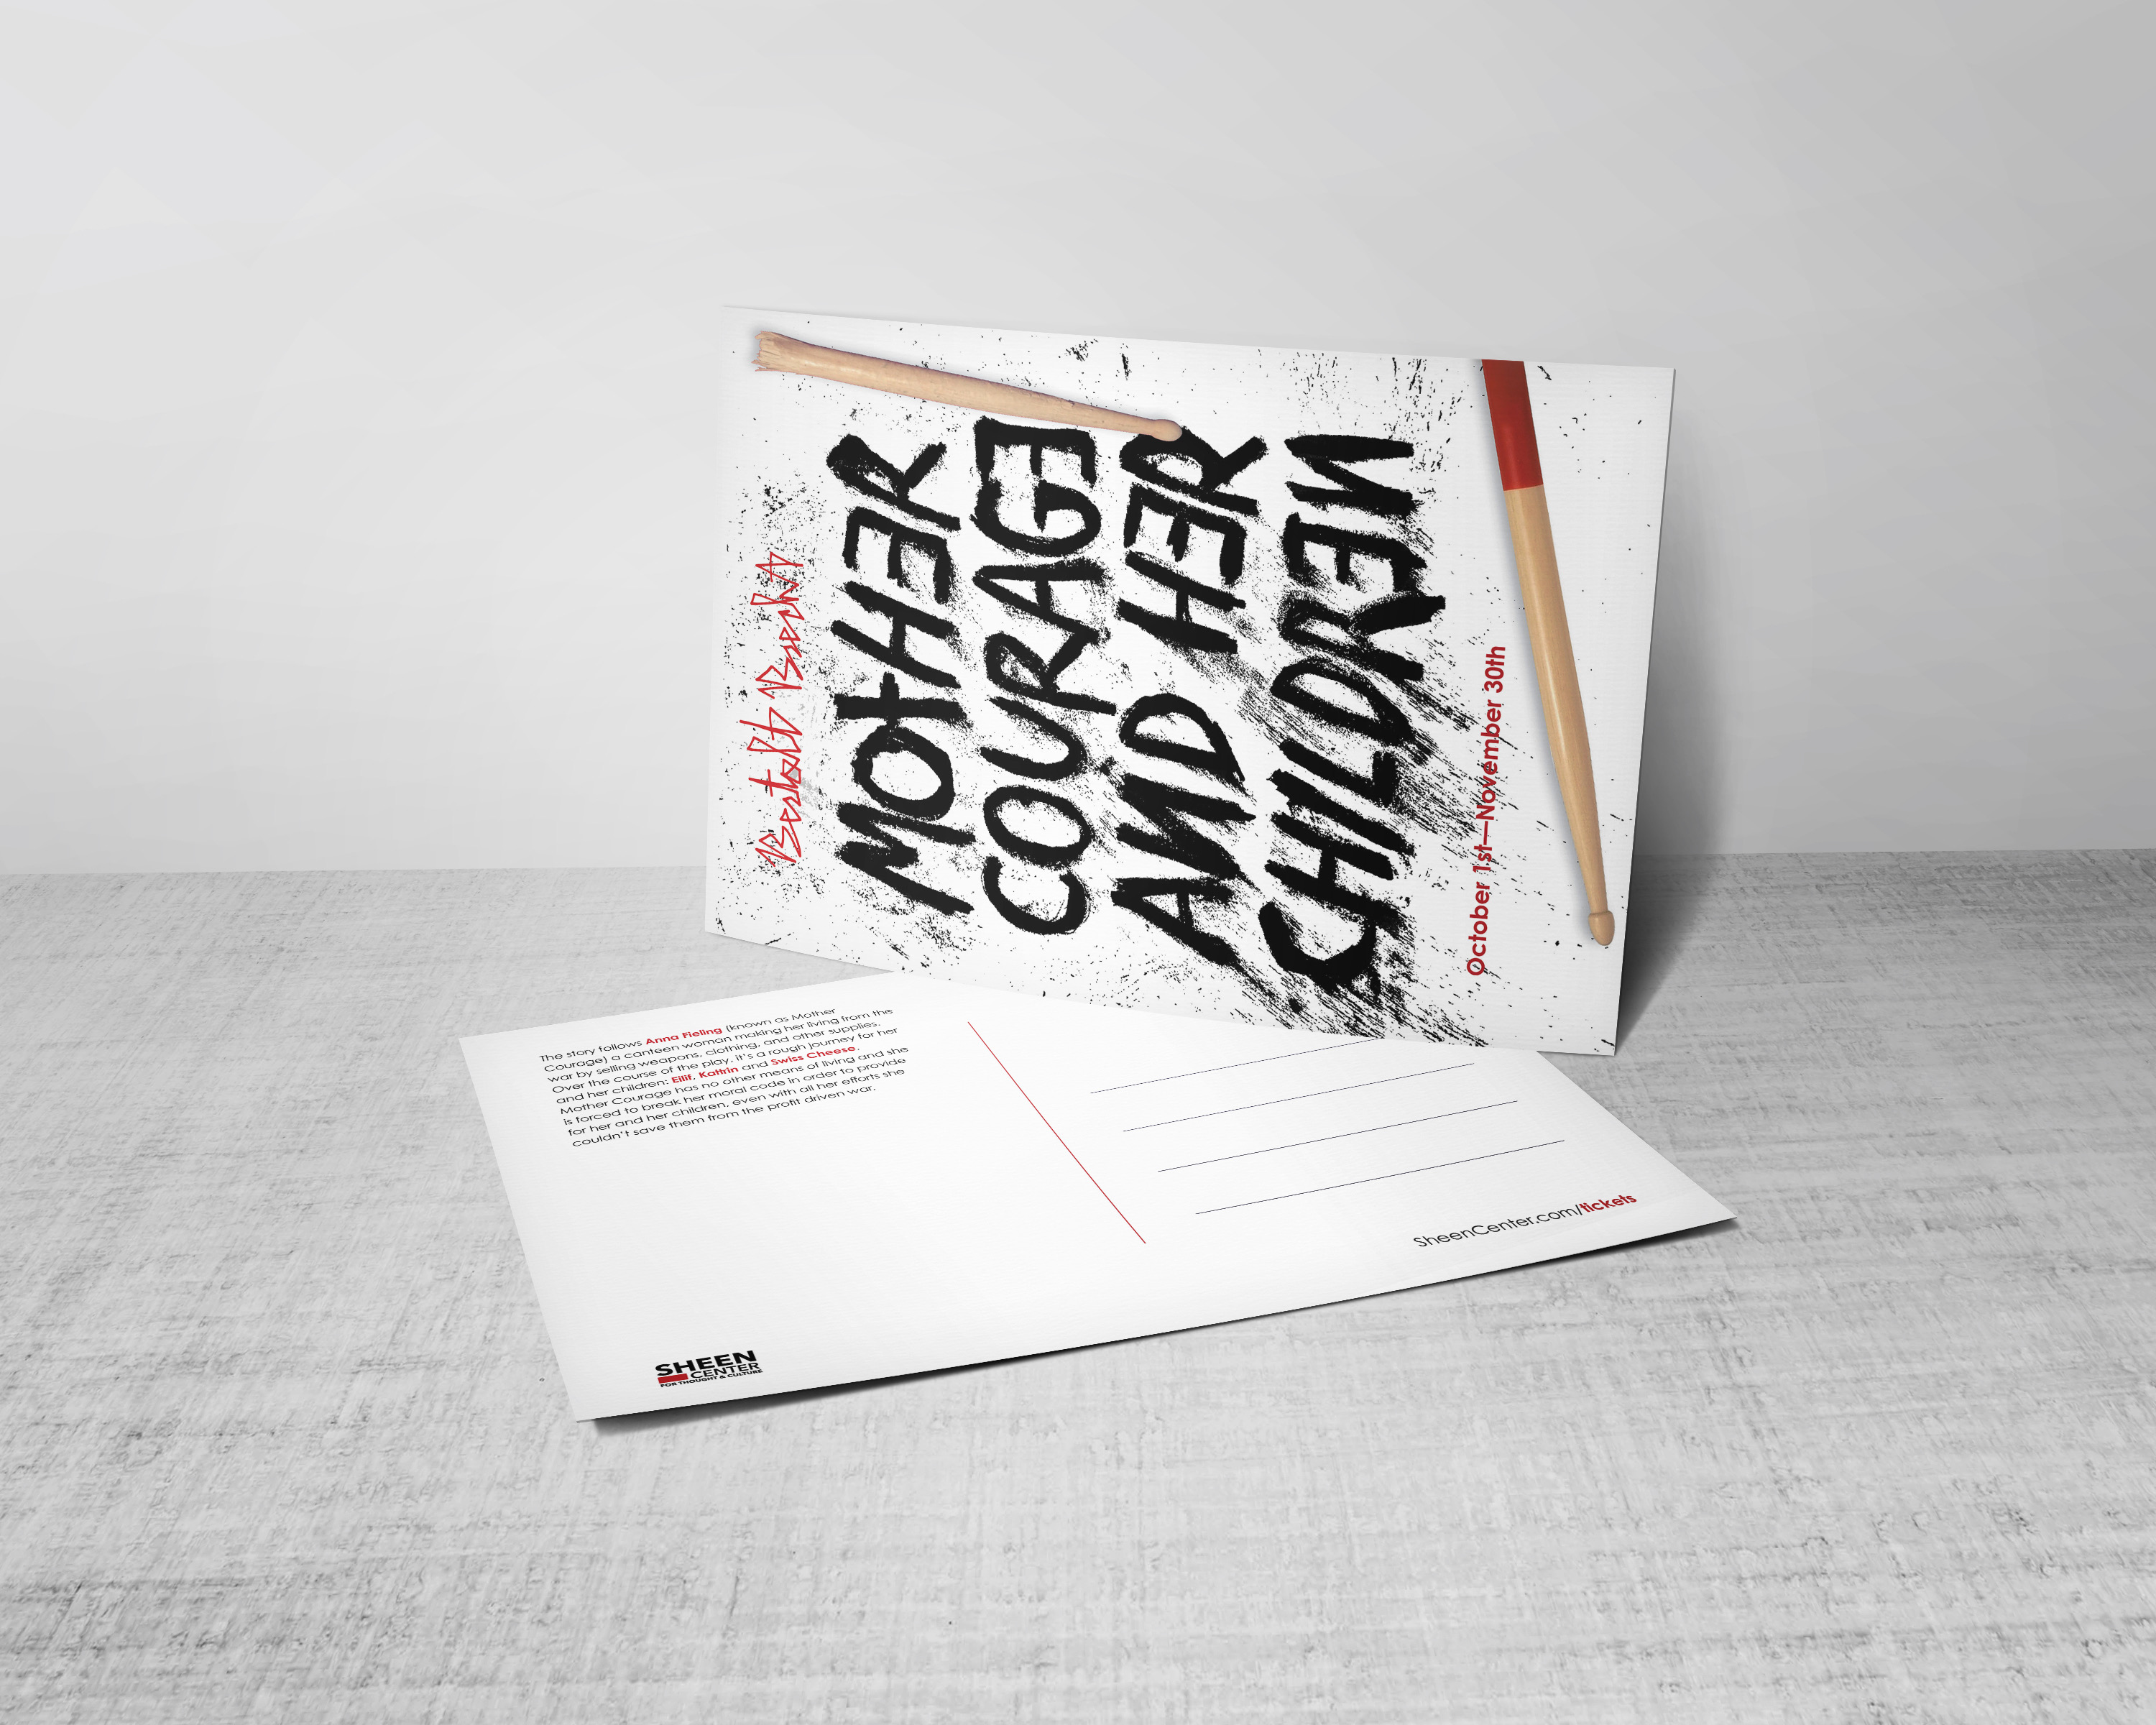 Bertolt Brecht
MOTHER
COURAGE
AND HER
CHILDREN
October 1st—November 30th
The story follows Anna Fieling (known as Mother
Courage) a canteen woman making her living from the
war by selling weapons, clothing, and other supplies.
Over the course of the play, it's a rough journey for her
and her children: Eilif, Kattrin and Swiss Cheese.
Mother Courage has no other means of living and she
is forced to break her moral code in order to provide
for her and her children, even with all her efforts she
couldn't save them from the profit driven war.
SheenCenter.com/tickets
SHEEN
CENTER
FOR THOUGHT & CULTURE